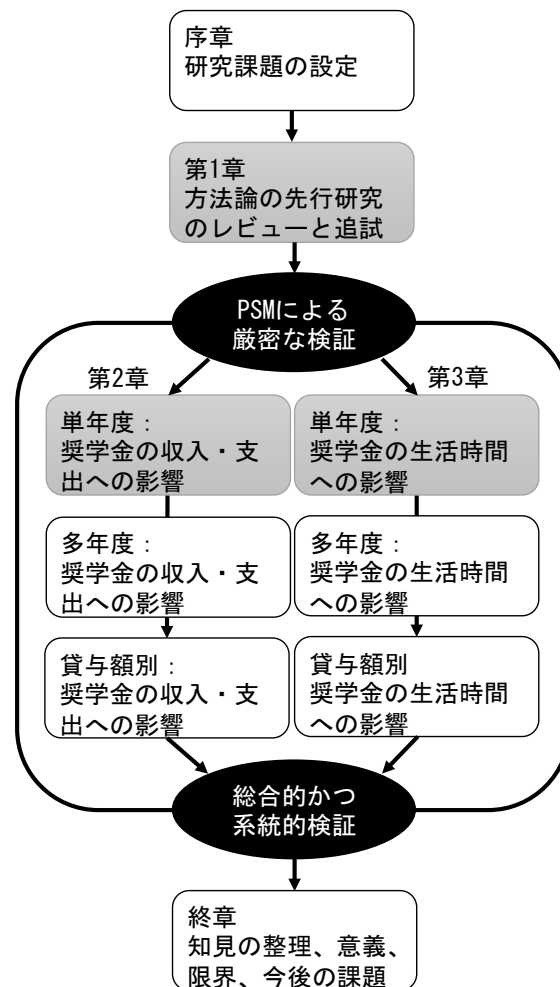 序章
研究課題の設定
第1章
方法論の先行研究
のレビューと追試
PSMによる
厳密な検証
第2章
単年度：
奨学金の収入・支
出への影響
多年度：
奨学金の収入・支
出への影響
貸与額別：
奨学金の収入・支
出への影響
第3章
単年度：
奨学金の生活時間
への影響
多年度：
奨学金の生活時間
への影響
貸与額別
奨学金の生活時間
への影響
総合的かつ
系統的検証
終章
知見の整理、意義、
限界、今後の課題